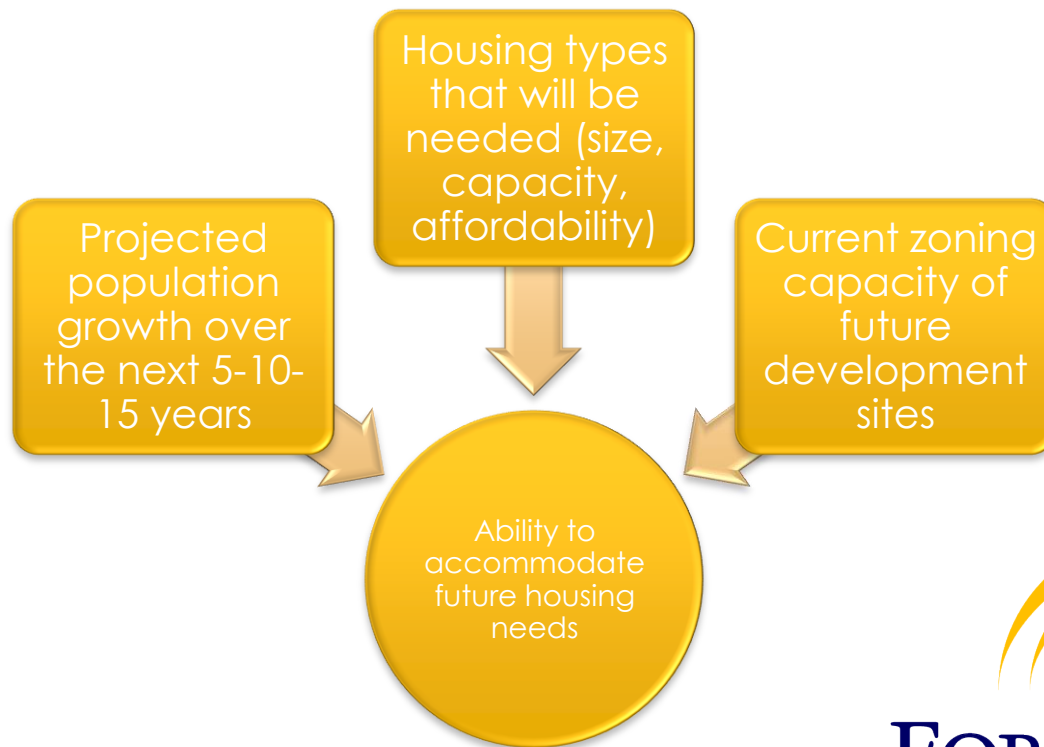 Housing types
that will be
needed (size,
capacity,
affordability)
Projected
population
growth over
the next 5-10-
15 years
Current zoning
capacity of
future
development
sites
Ability to
accommodate
future housing
needs